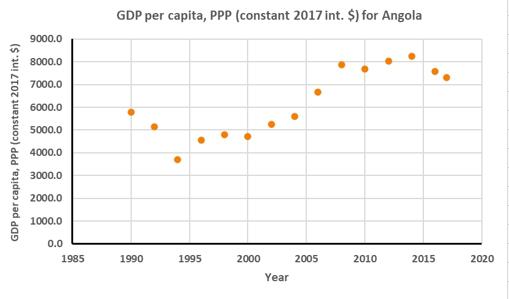 GDP per capita, PPP (constant 2017 int. $) for Angola
GDP per capita, PPP (constant 2017 int. $)
9000.0
8000.0
7000.0
6000.0
5000.0
4000.0
3000.0
2000.0
1000.0
0.0
1985 1990 1995 2000 2005 2010 2015 2020
Year